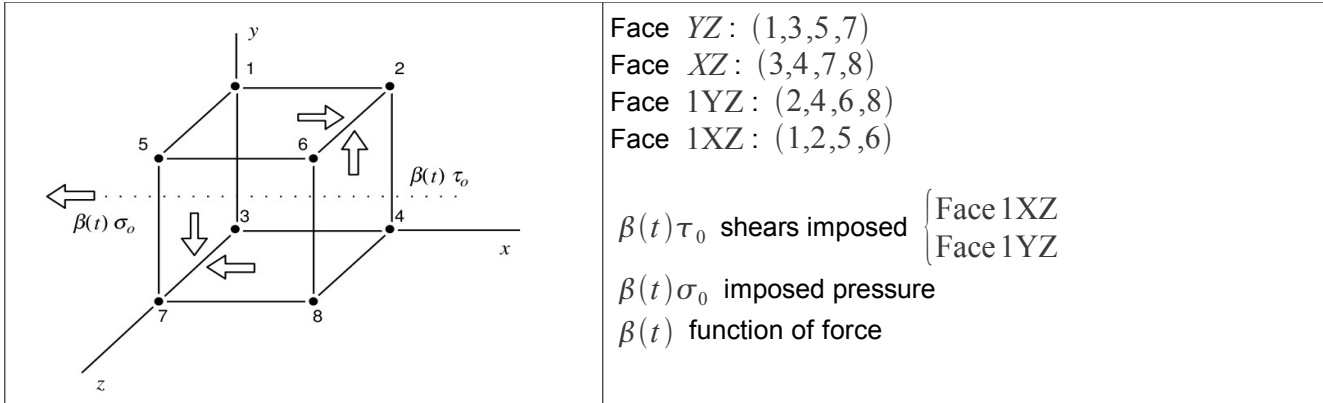 y
1
2
5
6
β(t) τₒ
β(t) σₒ
3
4
x
7
8
z
Face YZ : (1,3,5,7)
Face XZ : (3,4,7,8)
Face 1YZ : (2,4,6,8)
Face 1XZ : (1,2,5,6)
β(t)τ₀ shears imposed { Face 1XZ
Face 1YZ
β(t)σ₀ imposed pressure
β(t) function of force